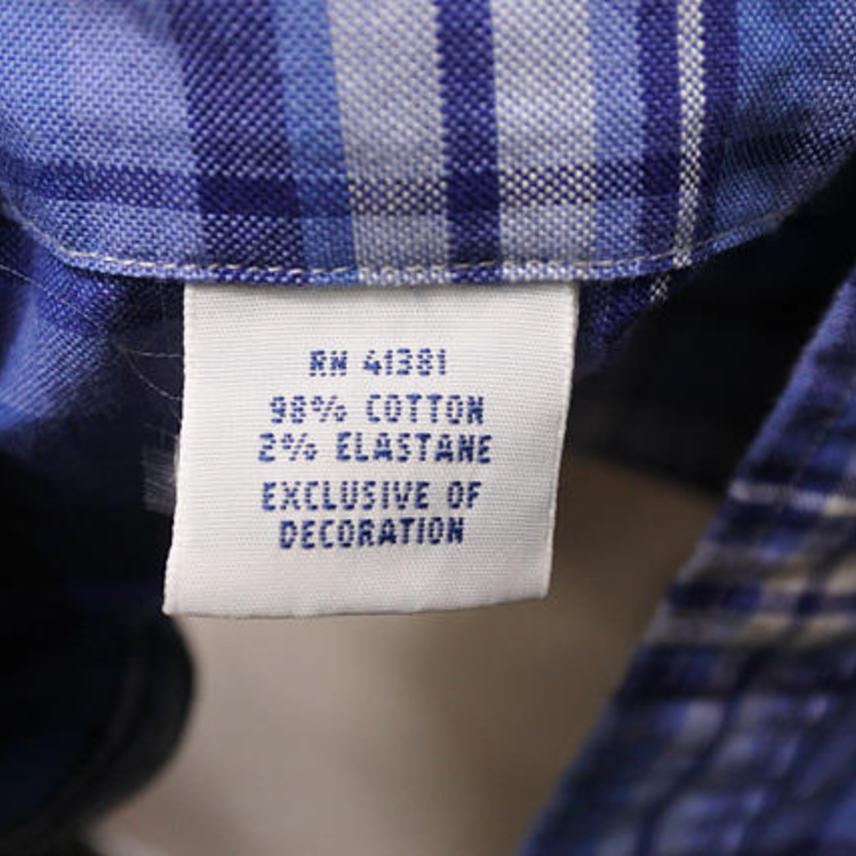 RN 41381
98% COTTON
2% ELASTANE
EXCLUSIVE OF
DECORATION